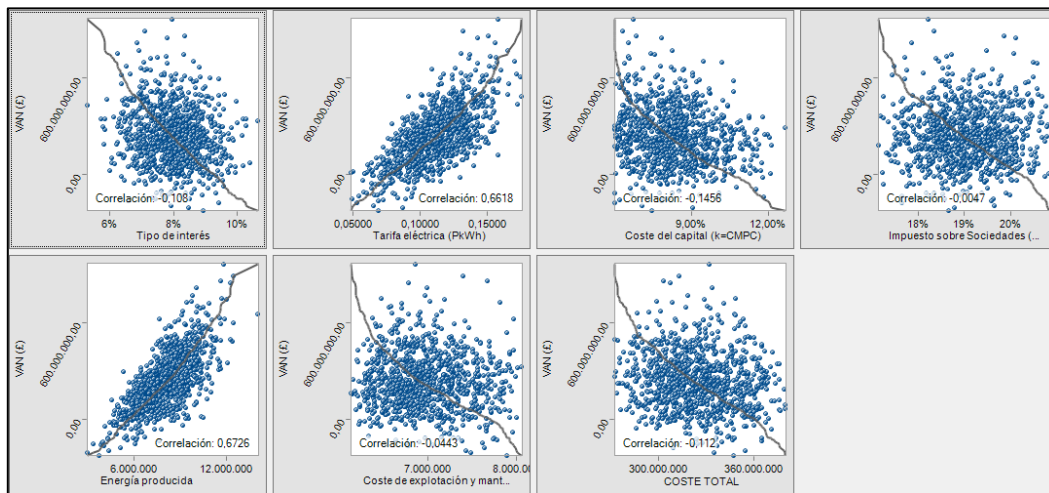 VAN (£)
600.000.000,00
0,00
Correlación: -0,108
6%
8%
10%
Tipo de interés
VAN (£)
600.000.000,00
0,00
Correlación: 0,6618
0,05000
0,10000
0,15000
Tarifa eléctrica (PkWh)
VAN (£)
600.000.000,00
0,00
Correlación: -0,1456
9,00%
12,00%
Coste del capital (k=CMPC)
VAN (£)
600.000.000,00
0,00
Correlación: -0,0047
18%
19%
20%
Impuesto sobre Sociedades (...
VAN (£)
600.000.000,00
0,00
Correlación: 0,6726
6.000.000
12.000.000
Energía producida
VAN (£)
600.000.000,00
0,00
Correlación: -0,0443
7.000.000
8.000.0
Coste de explotación y mant...
VAN (£)
600.000.000,00
0,00
Correlación: -0,112
300.000.000
360.000.000
COSTE TOTAL